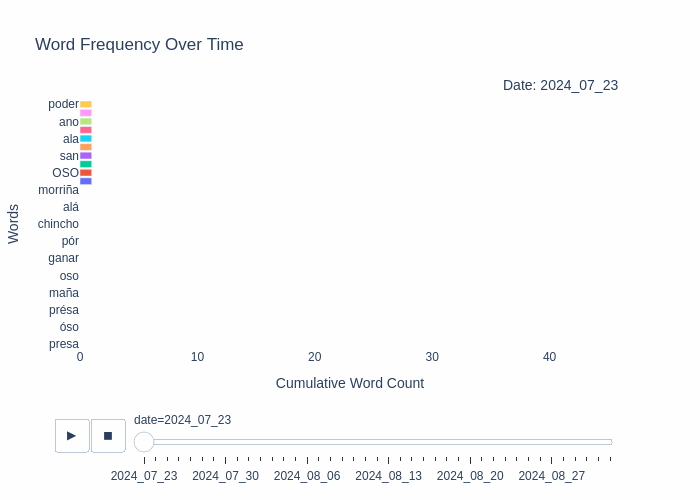 Word Frequency Over Time
Date: 2024_07_23
Words
poder
ano
ala
san
OSO
morriña
alá
chincho
pór
ganar
oso
maña
présa
óso
presa
0 10 20 30 40
Cumulative Word Count
date=2024_07_23
2024_07_23 2024_07_30 2024_08_06 2024_08_13 2024_08_20 2024_08_27